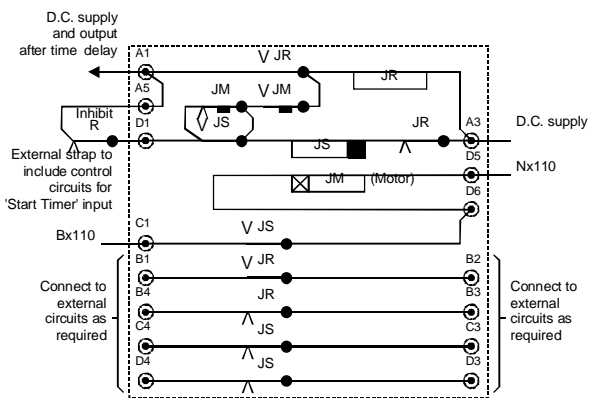 D.C. supply
and output
after time delay
A1
V JR
JR
A5
JM
V JM
Inhibit
R
D1
JS
JR
A3
D.C. supply
JS
D5
Nx110
External strap to
include control
circuits for
'Start Timer' input
JM
(Motor)
D6
C1
V JS
Bx110
B1
V JR
B2
B4
JR
B3
Connect to
external
circuits as
required
C4
JS
C3
Connect to
external
circuits as
required
D4
JS
D3